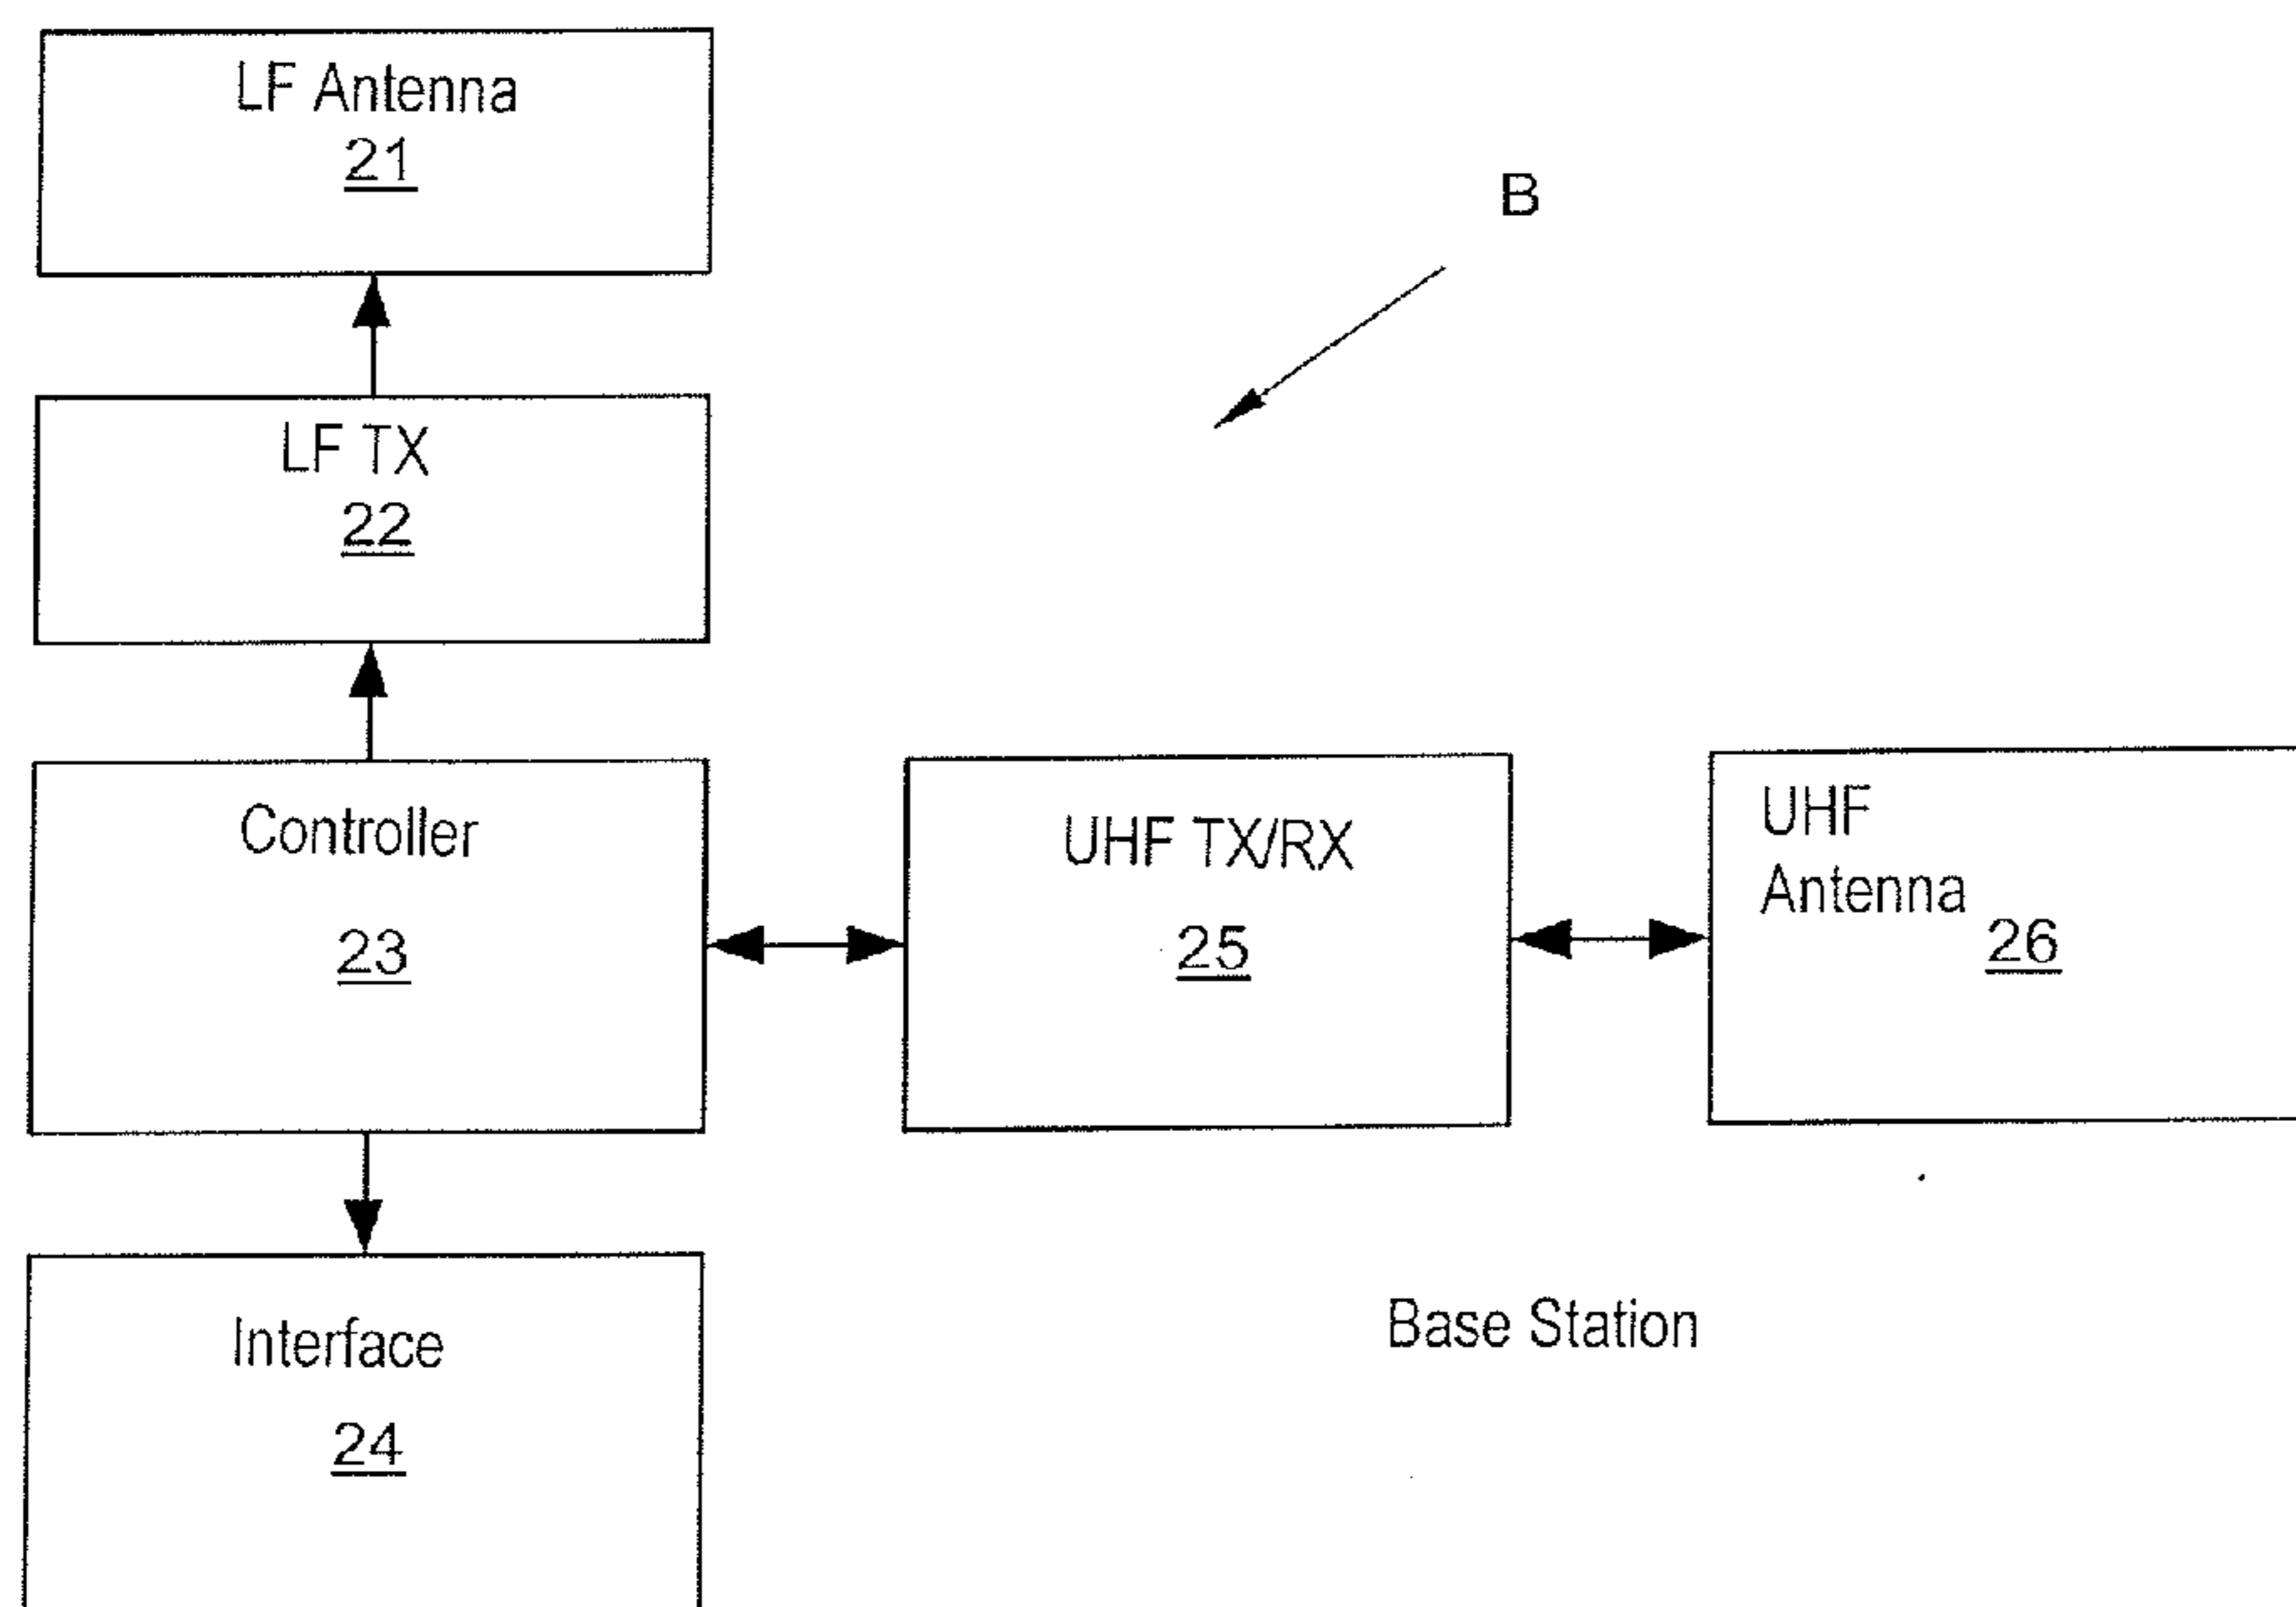 LF Antenna
21
B
LF TX
22
Controller
23
UHF TX/RX
25
UHF
Antenna
26
Interface
24
Base Station